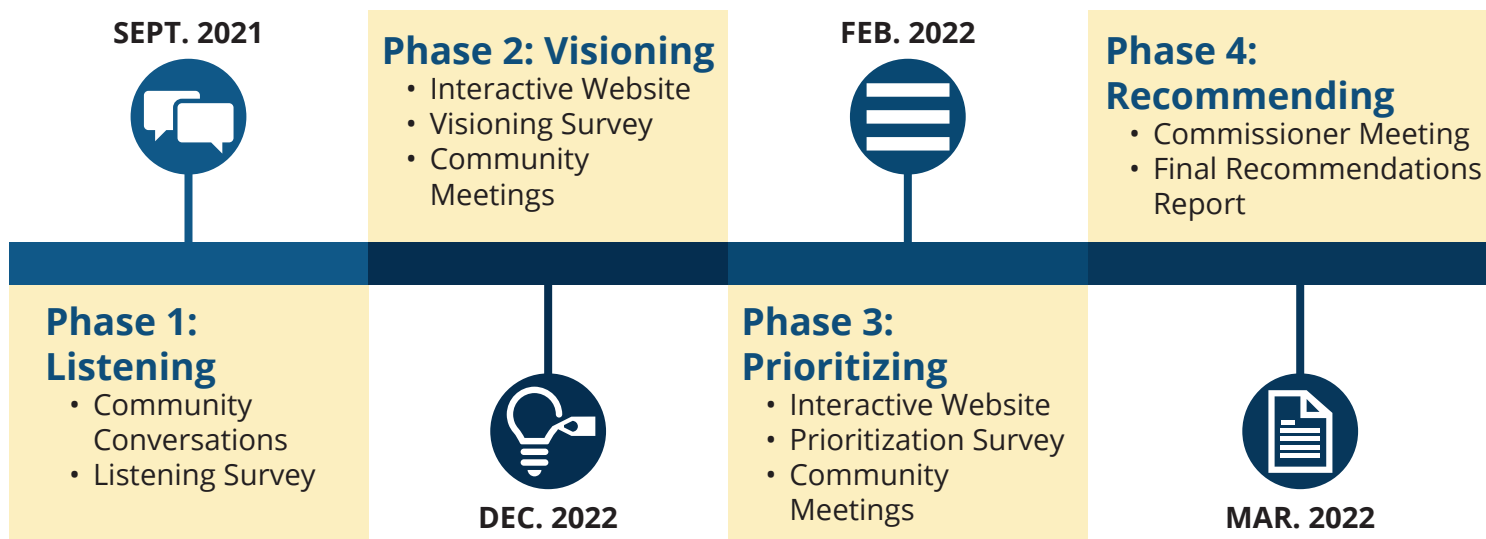 SEPT. 2021
Phase 1:
Listening
• Community
Conversations
• Listening Survey
Phase 2: Visioning
• Interactive Website
• Visioning Survey
• Community
Meetings
DEC. 2022
FEB. 2022
Phase 3:
Prioritizing
• Interactive Website
• Prioritization Survey
• Community
Meetings
Phase 4:
Recommending
• Commissioner Meeting
• Final Recommendations
Report
MAR. 2022